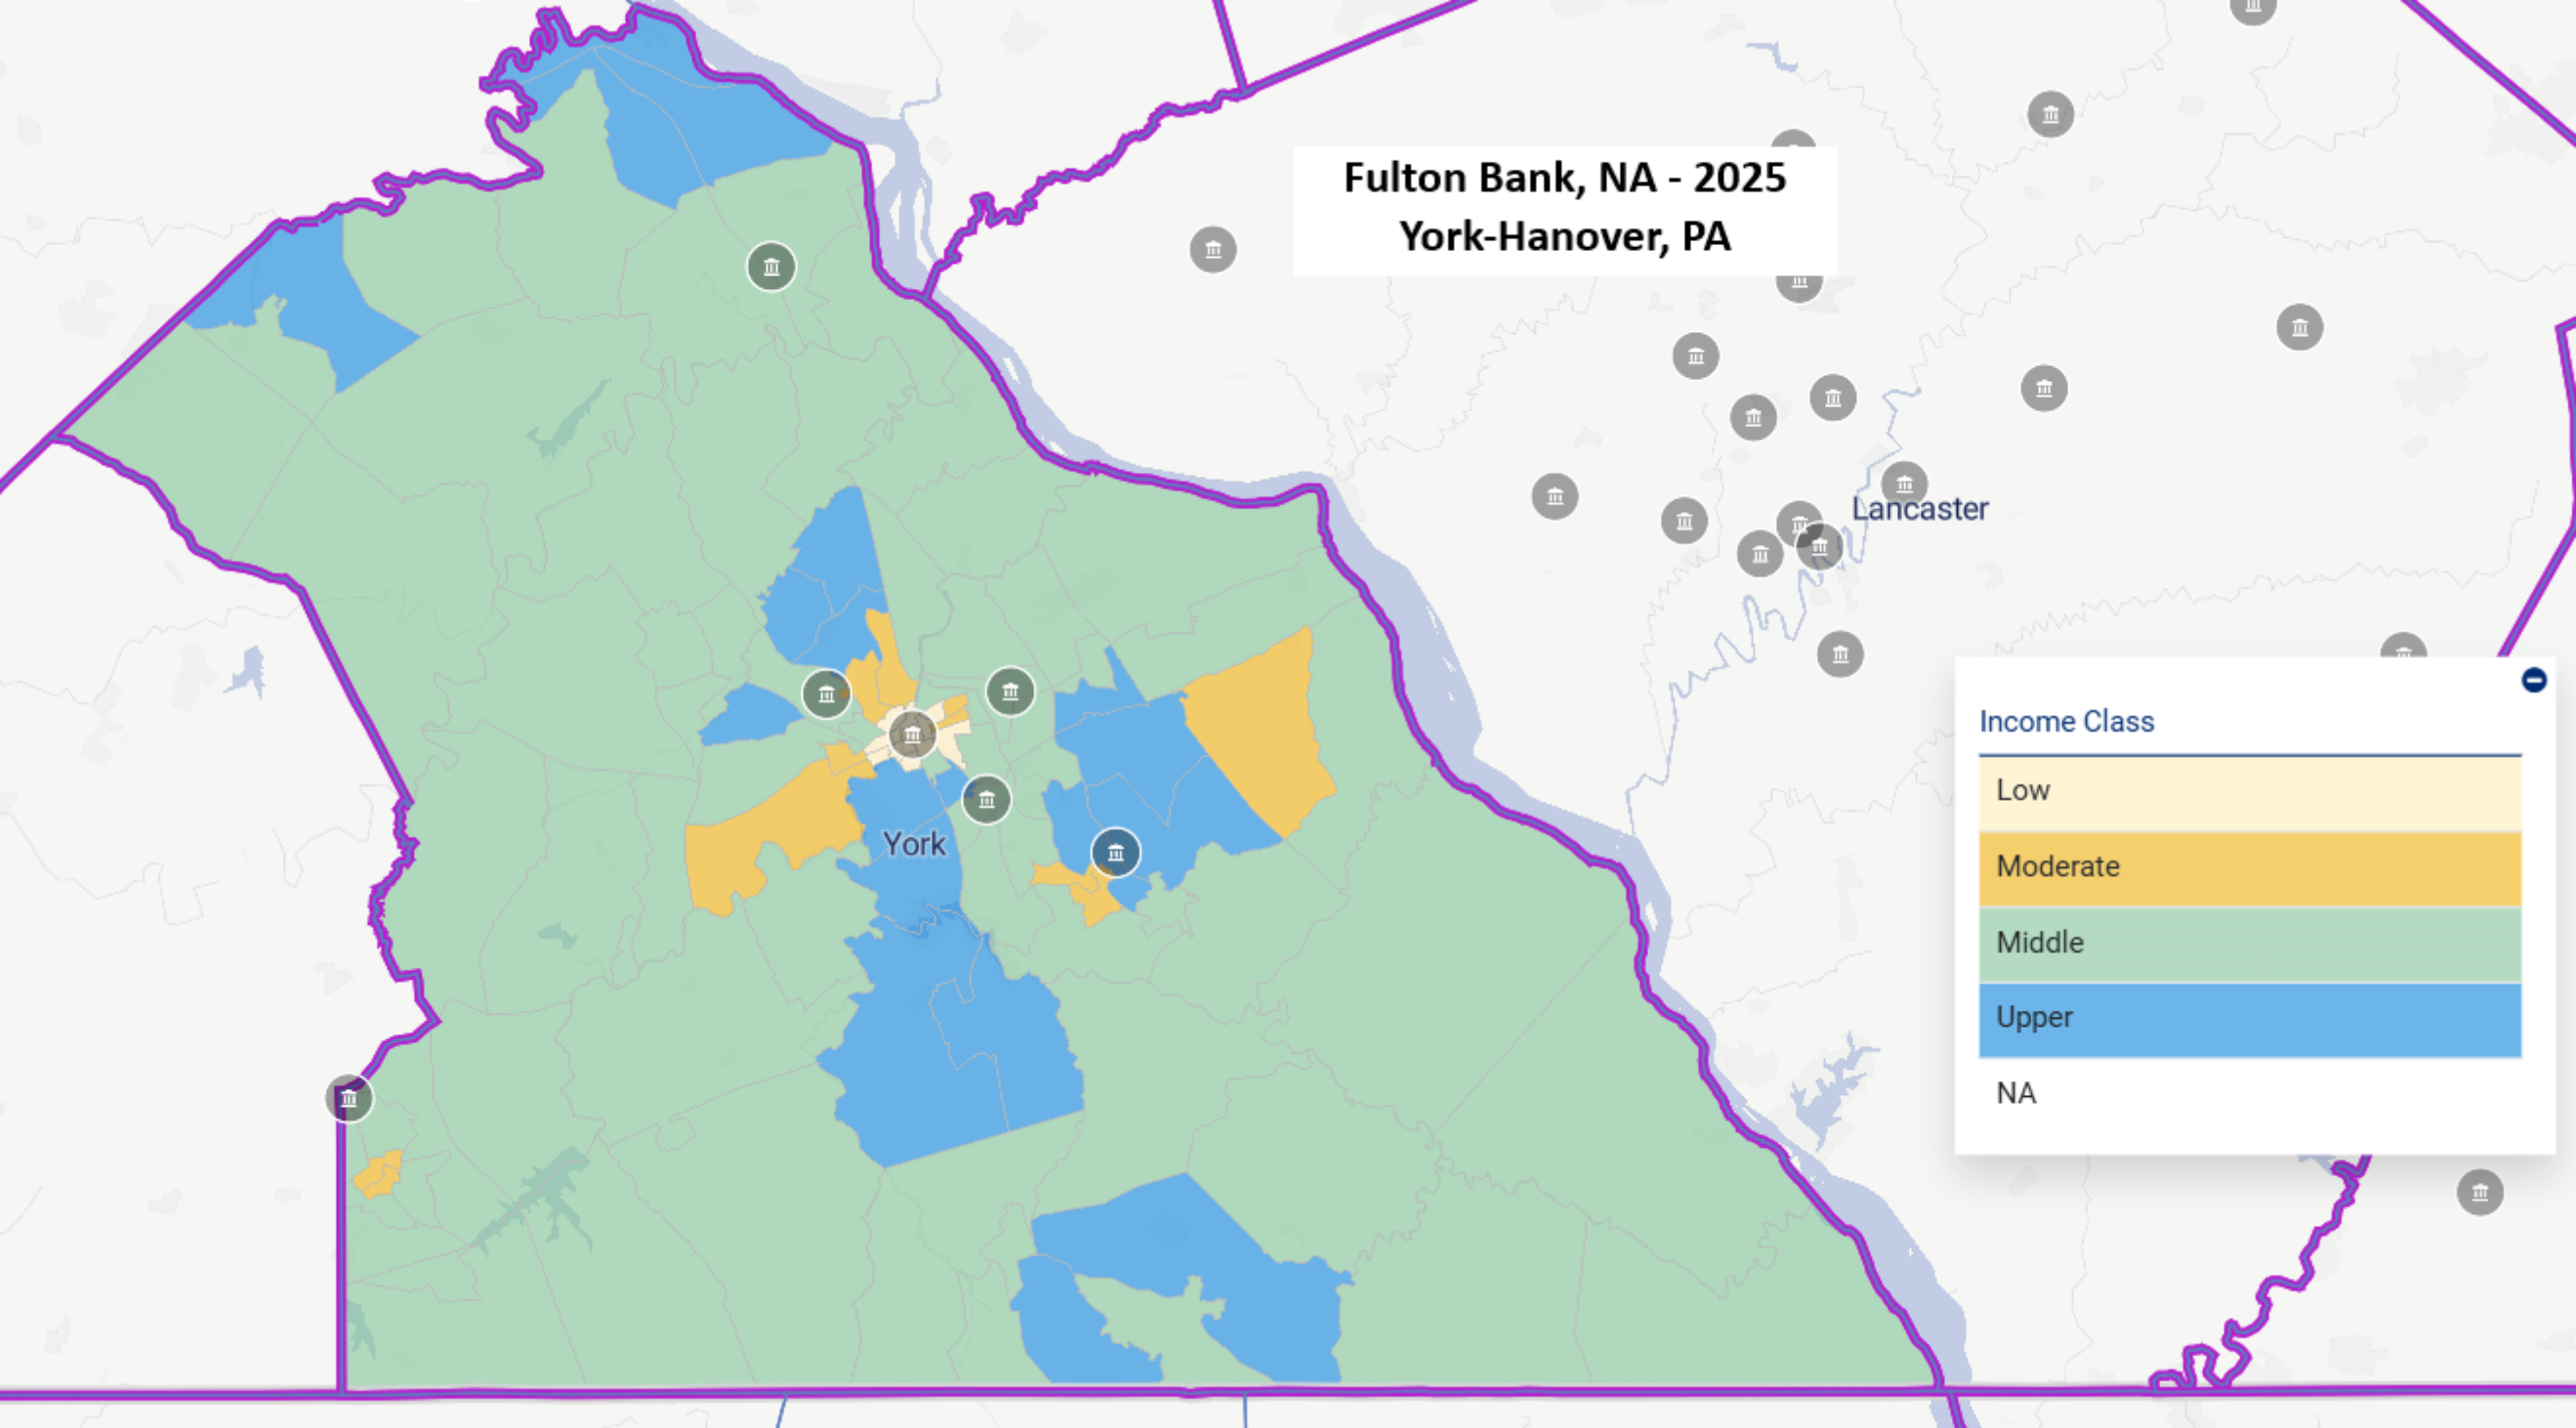 Fulton Bank, NA - 2025
York-Hanover, PA
Lancaster
Income Class
Low
Moderate
York
Middle
Upper
NA